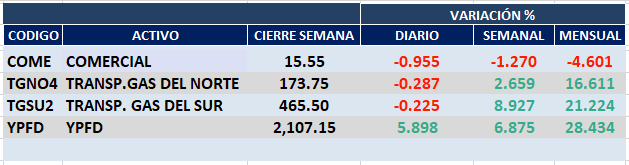 VARIACIÓN %
CODIGO ACTIVO CIERRE SEMANA DIARIO SEMANAL MENSUAL
COME COMERCIAL 15.55 -0.955 -1.270 -4.601
TGNO4 TRANSP.GAS DEL NORTE 173.75 -0.287 2.659 16.611
TGSU2 TRANSP. GAS DEL SUR 465.50 -0.225 8.927 21.224
YPFD YPFD 2,107.15 5.898 6.875 28.434